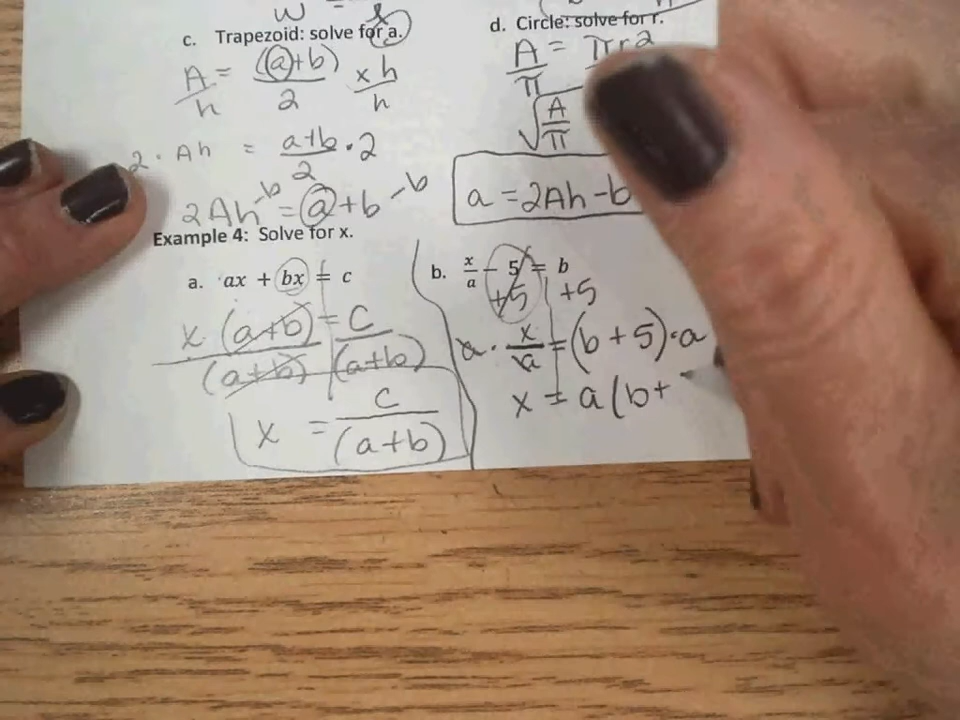 w = l
c. Trapezoid: solve for a.
A/h = (a+b)/2 × h/h
2 · Ah = a+b/2 · 2
2Ah -b = a + b -b
d. Circle: solve for r.
A/π = πr2
√A/π
a = 2Ah - b
Example 4: Solve for x.
a. ax + bx = c
x (a+b)/(a+b) = c/(a+b)
x = c/(a+b)
b. x/a - 5 = b
+5 +5
a · x/a = (b + 5) · a
x = a (b +